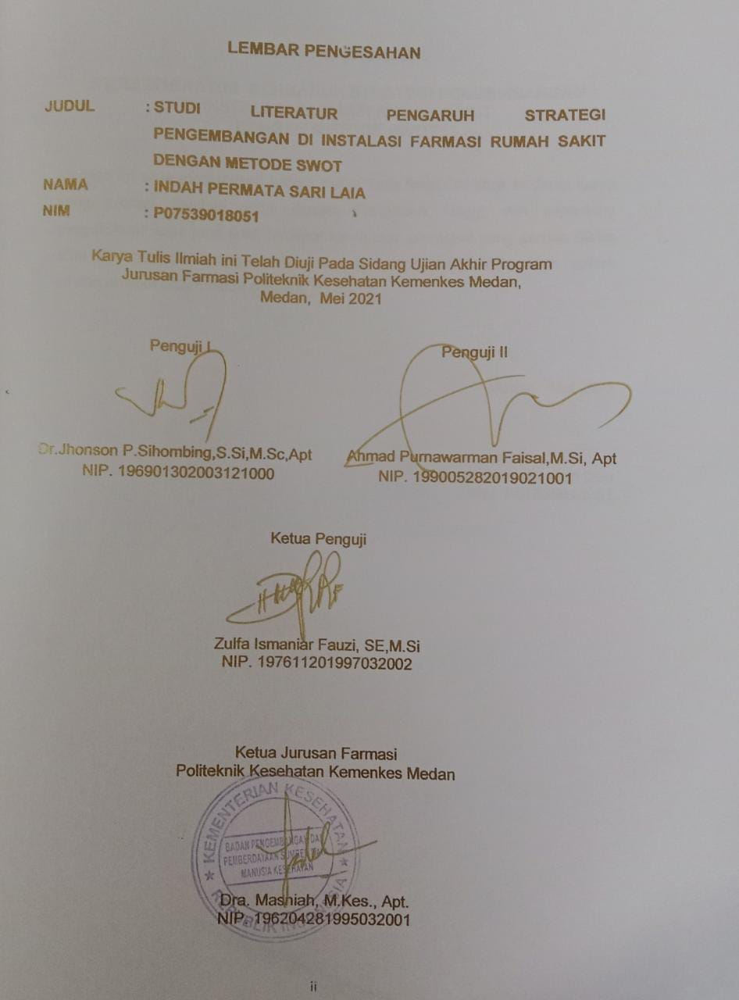 LEMBAR PENGESAHAN
JUDUL : STUDI LITERATUR PENGARUH STRATEGI
PENGEMBANGAN DI INSTALASI FARMASI RUMAH SAKIT
DENGAN METODE SWOT
NAMA : INDAH PERMATA SARI LAIA
NIM : P07539018051
Karya Tulis Ilmiah ini Telah Diuji Pada Sidang Ujian Akhir Program
Jurusan Farmasi Politeknik Kesehatan Kemenkes Medan,
Medan, Mei 2021
Penguji I
Penguji II
Dr.Jhonson P.Sihombing,S.Si,M.Sc,Apt
NIP. 196901302003121000
Ahmad Purnawarman Faisal,M.Si, Apt
NIP. 199005282019021001
Ketua Penguji
Zulfa Ismaniar Fauzi, SE,M.Si
NIP. 197611201997032002
Ketua Jurusan Farmasi
Politeknik Kesehatan Kemenkes Medan
KEMENTERIAN KESEHATAN
BADAN PENGEMBANGAN DAN
PEMBERDAYAAN SUMBER DAYA
MANUSIA KESEHATAN
REPUBLIK INDONESIA
Dra. Masniah, M.Kes., Apt.
NIP. 196204281995032001
ii